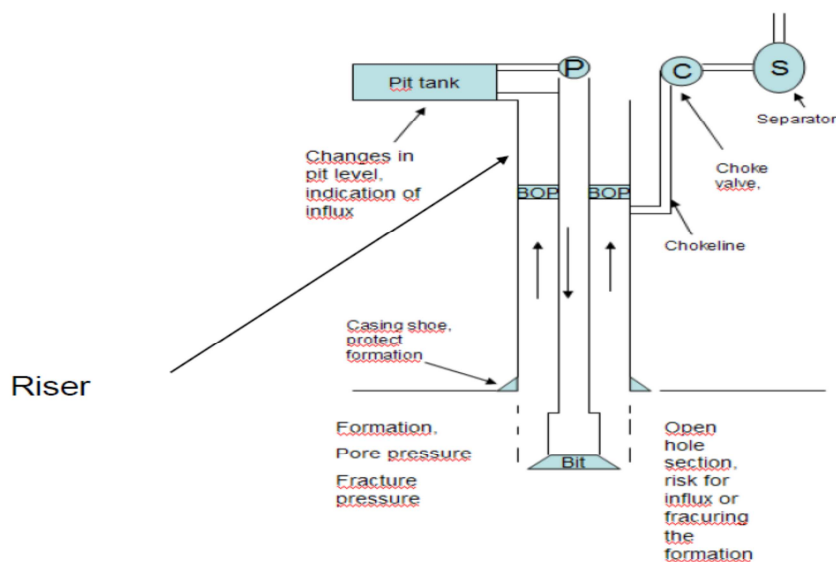 P
C
S
Pit tank
Separator
Changes in
pit level,
indication of
influx
Choke
valve,
BOP
BOP
Chokeline
Casing shoe,
protect
formation
Riser
Formation,
Pore pressure
Fracture
pressure
Bit
Open
hole
section,
risk for
influx or
fracuring
the
formation